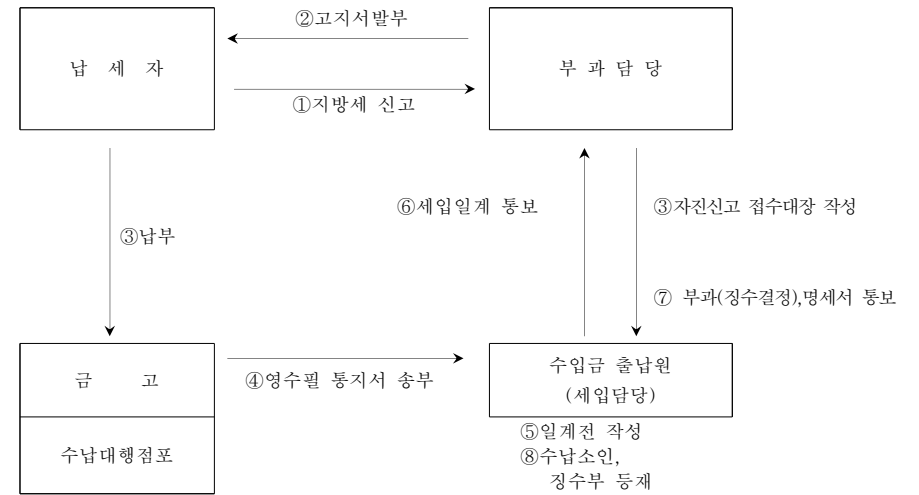 ②고지서발부
납 세 자
부 과 담 당
①지방세 신고
⑥세입일계 통보
③자진신고 접수대장 작성
③납부
⑦ 부과(징수결정),명세서 통보
금 고
④영수필 통지서 송부
수입금 출납원
(세입담당)
수납대행점포
⑤일계전 작성
⑧수납소인,
징수부 등재